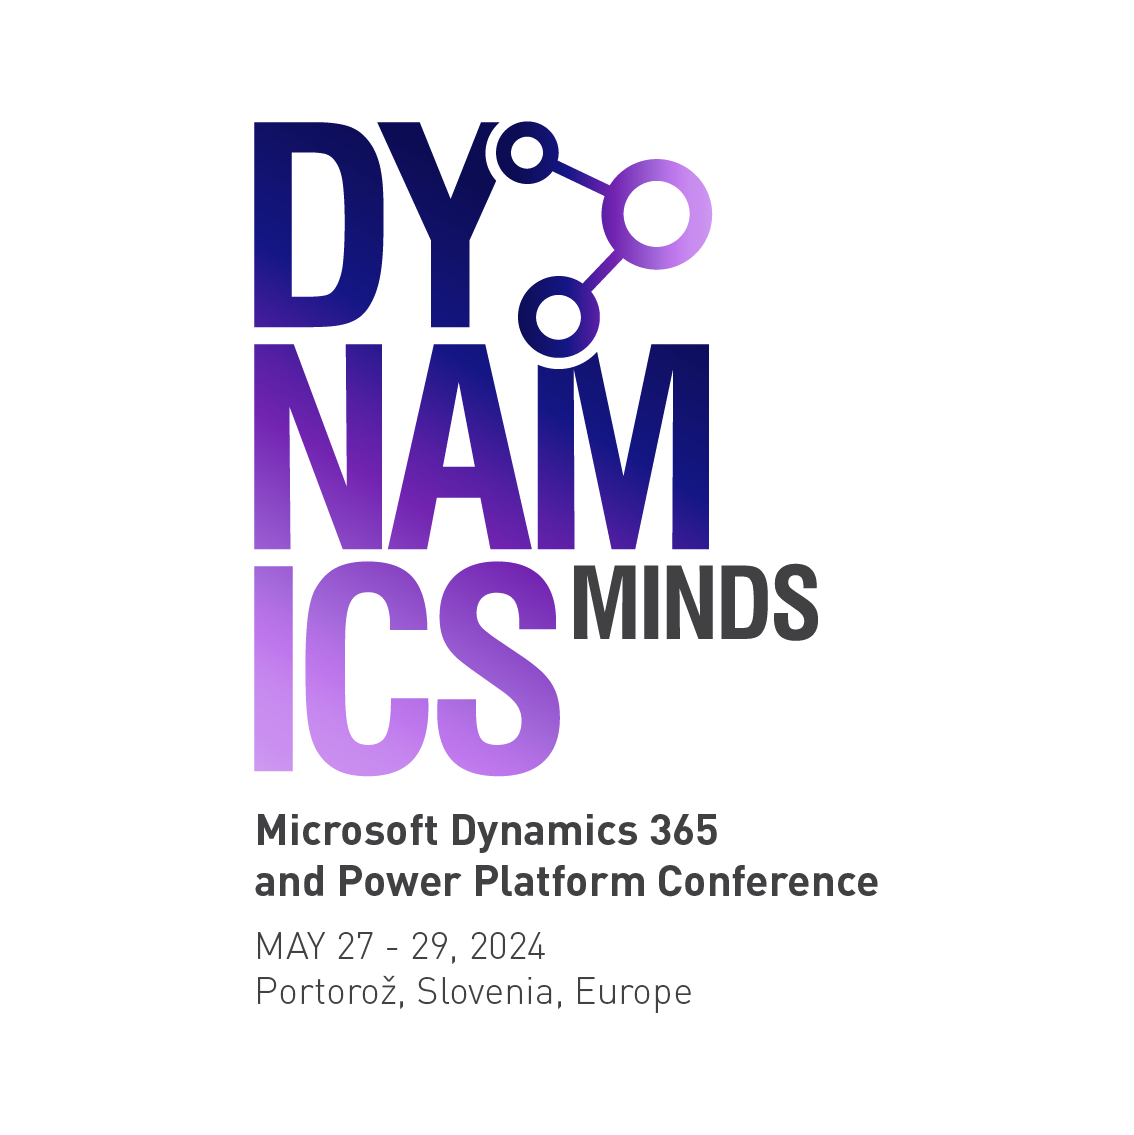 DY
NAM
ICS MINDS
Microsoft Dynamics 365
and Power Platform Conference
MAY 27 - 29, 2024
Portorož, Slovenia, Europe